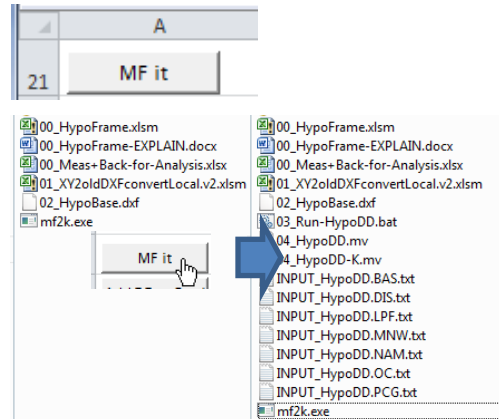 A
21
MF it
00_HypoFrame.xlsm
00_HypoFrame-EXPLAIN.docx
00_Meas+Back-for-Analysis.xlsx
01_XY2oldDXFconvertLocal.v2.xlsm
02_HypoBase.dxf
mf2k.exe
MF it
00_HypoFrame.xlsm
00_HypoFrame-EXPLAIN.docx
00_Meas+Back-for-Analysis.xlsx
01_XY2oldDXFconvertLocal.v2.xlsm
02_HypoBase.dxf
03_Run-HypoDD.bat
04_HypoDD.mv
4_HypoDD-K.mv
INPUT_HypoDD.BAS.txt
INPUT_HypoDD.DIS.txt
INPUT_HypoDD.LPF.txt
INPUT_HypoDD.MNW.txt
INPUT_HypoDD.NAM.txt
INPUT_HypoDD.OC.txt
INPUT_HypoDD.PCG.txt
mf2k.exe